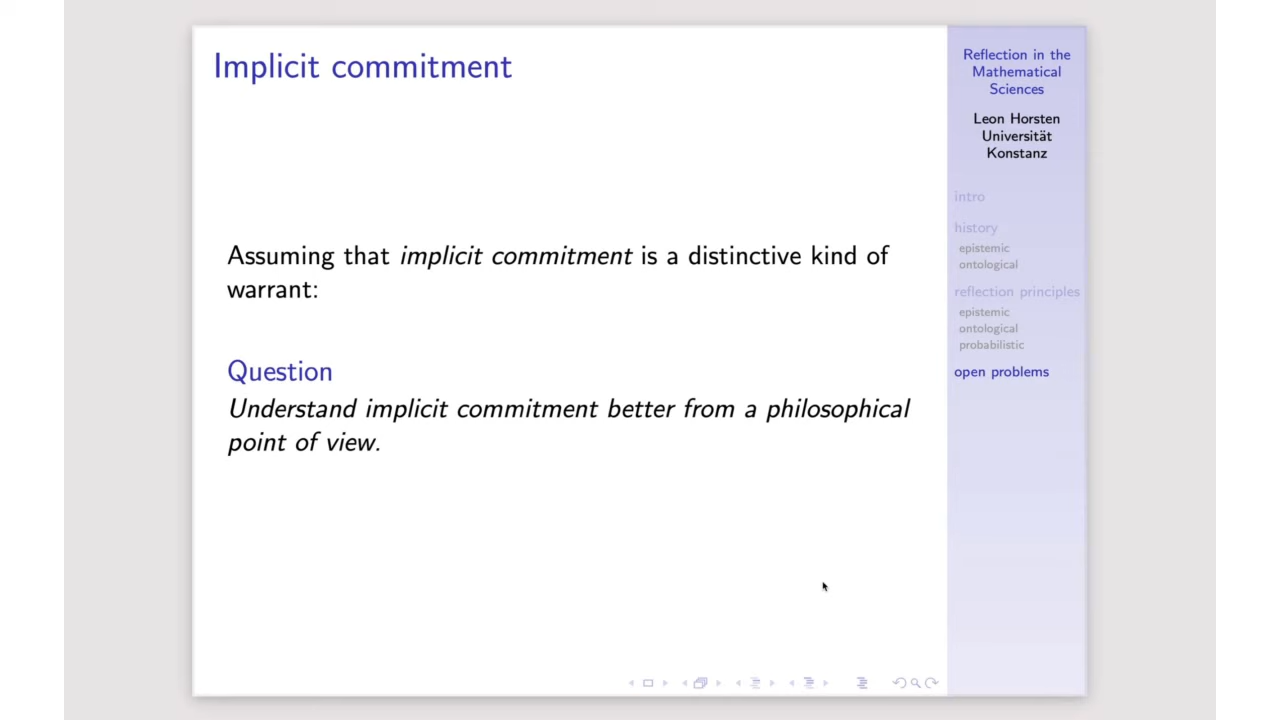 Implicit commitment
Assuming that implicit commitment is a distinctive kind of
warrant:
Question
Understand implicit commitment better from a philosophical
point of view.
Reflection in the
Mathematical
Sciences
Leon Horsten
Universität
Konstanz
intro
history
epistemic
ontological
reflection principles
epistemic
ontological
probabilistic
open problems